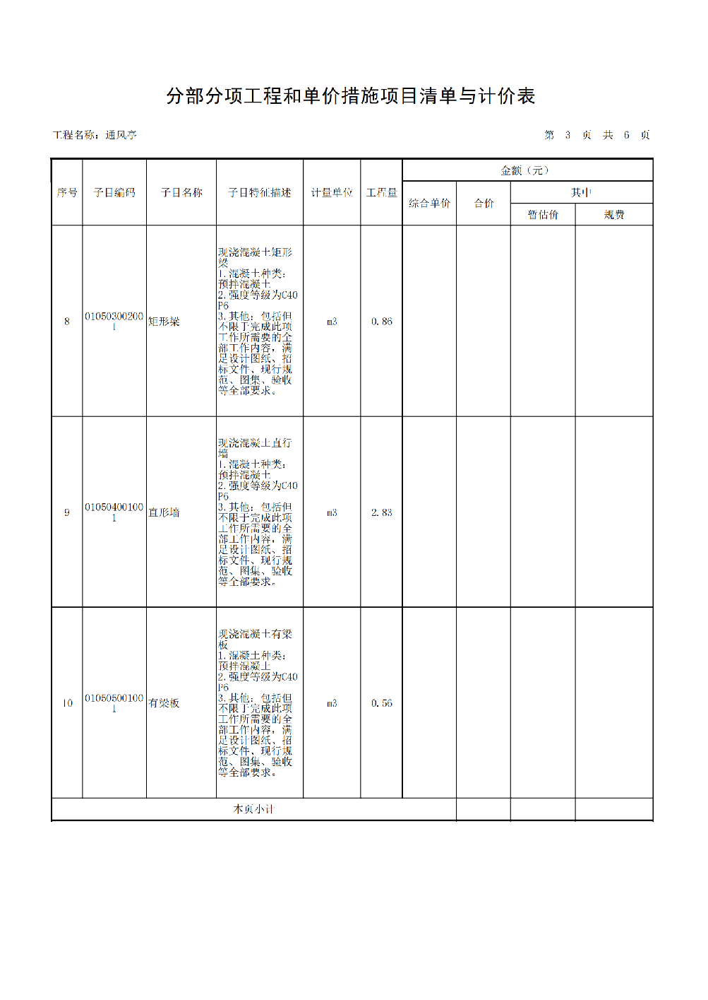 分部分项工程和单价措施项目清单与计价表
工程名称：通风亭
第 3 页 共 6 页
序号
子目编码
子目名称
子目特征描述
计量单位
工程量
金额（元）
综合单价
合价
其中
暂估价
规费
8
01050300200
1
矩形梁
现浇混凝土矩形
梁
1.混凝土种类：
预拌混凝土
2.强度等级为C40
P6
3.其他：包括但
不限于完成此项
工作所需要的全
部工作内容，满
足设计图纸、招
标文件、现行规
范、图集、验收
等全部要求。
m3
0.86
9
01050400100
1
直形墙
现浇混凝土直行
墙
1.混凝土种类：
预拌混凝土
2.强度等级为C40
P6
3.其他：包括但
不限于完成此项
工作所需要的全
部工作内容，满
足设计图纸、招
标文件、现行规
范、图集、验收
等全部要求。
m3
2.83
10
01050500100
1
有梁板
现浇混凝土有梁
板
1.混凝土种类：
预拌混凝土
2.强度等级为C40
P6
3.其他：包括但
不限于完成此项
工作所需要的全
部工作内容，满
足设计图纸、招
标文件、现行规
范、图集、验收
等全部要求。
m3
0.56
本页小计